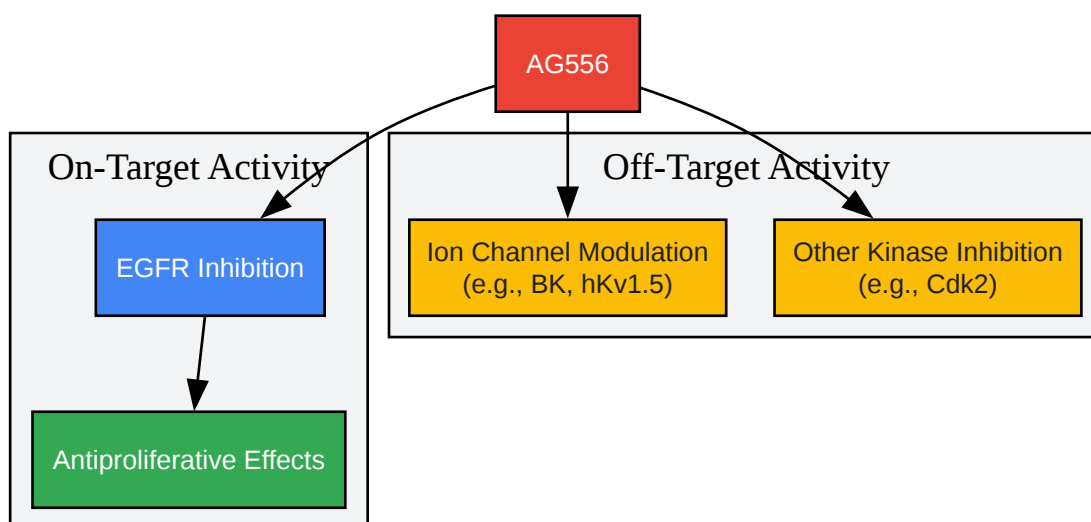 AG556
On-Target Activity
Off-Target Activity
EGFR Inhibition
Ion Channel Modulation
(e.g., BK, hKv1.5)
Other Kinase Inhibition
(e.g., Cdk2)
Antiproliferative Effects